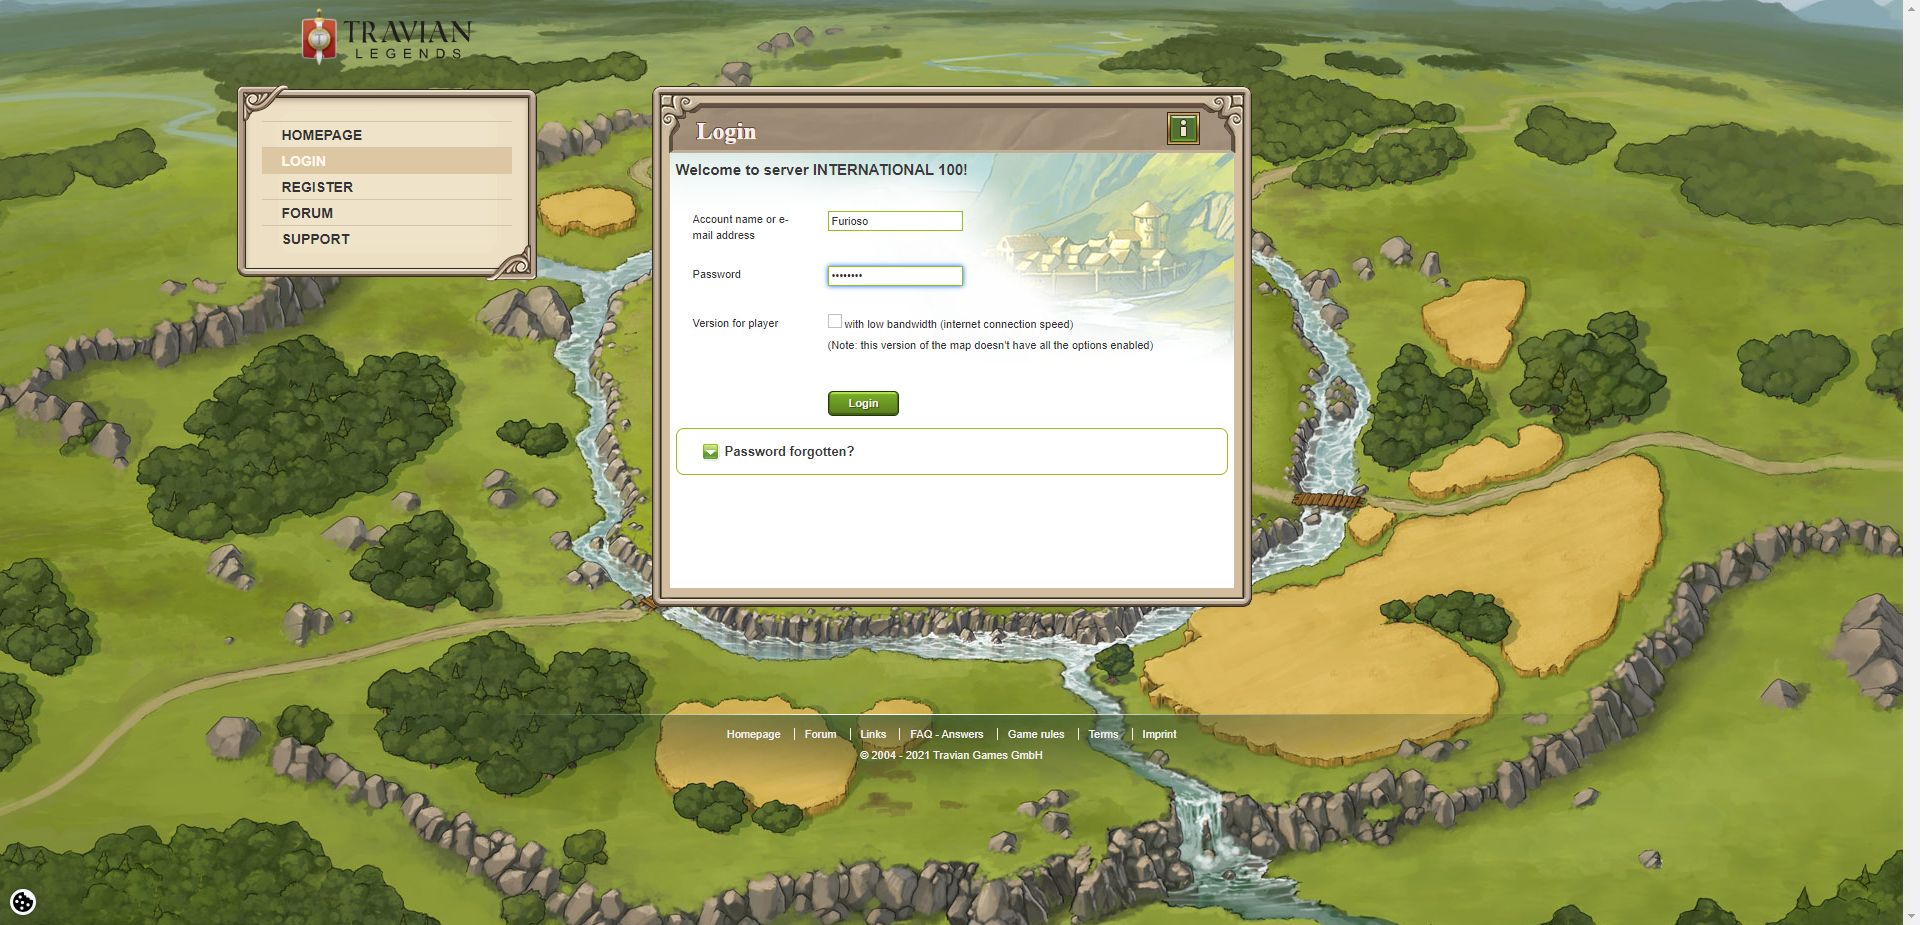 TRAVIAN
LEGENDS
HOMEPAGE
LOGIN
REGISTER
FORUM
SUPPORT
Login
i
Welcome to server INTERNATIONAL 100!
Account name or e-
mail address
Furioso
Password
••••••••
Version for player
with low bandwidth (internet connection speed)
(Note: this version of the map doesn't have all the options enabled)
Login
Password forgotten?
Homepage | Forum | Links | FAQ - Answers | Game rules | Terms | Imprint
© 2004 - 2021 Travian Games GmbH